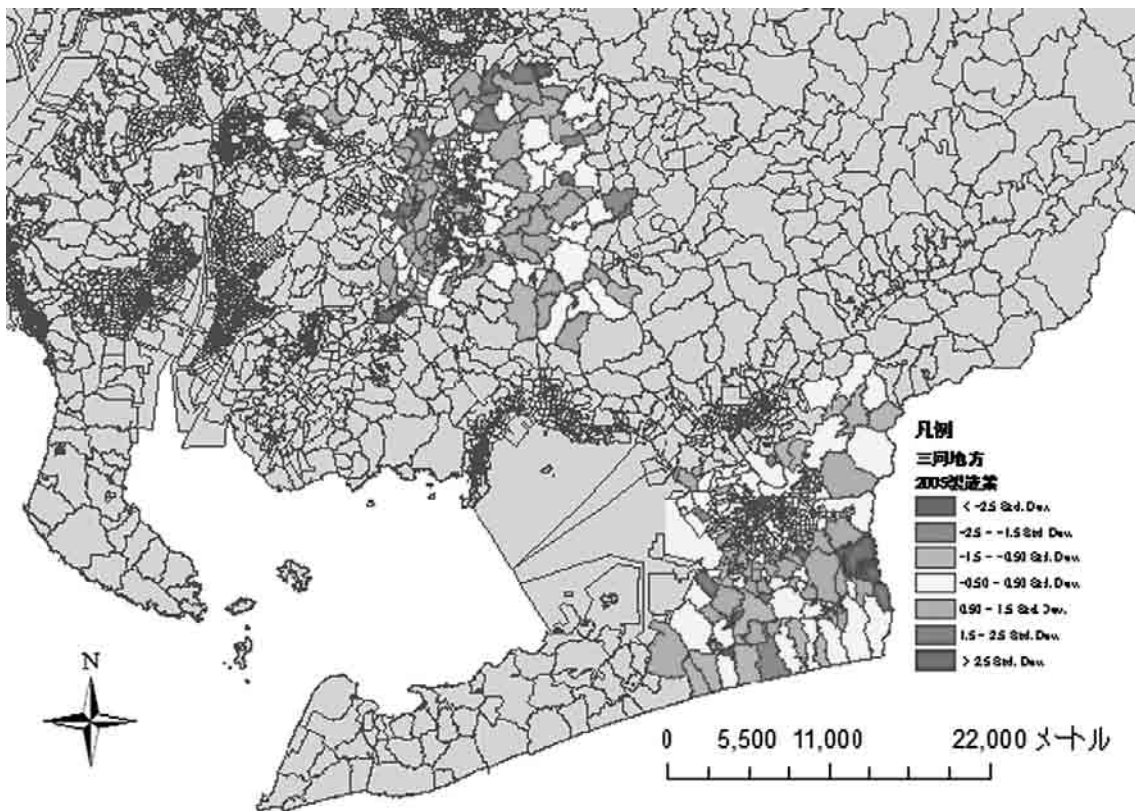 凡例
三河地方
2005製造業
< -2.5 Std. Dev.
-2.5 - -1.5 Std. Dev.
-1.5 - -0.50 Std. Dev.
-0.50 - 0.50 Std. Dev.
0.50 - 1.5 Std. Dev.
1.5 - 2.5 Std. Dev.
> 2.5 Std. Dev.
N
0 5,500 11,000 22,000 メートル